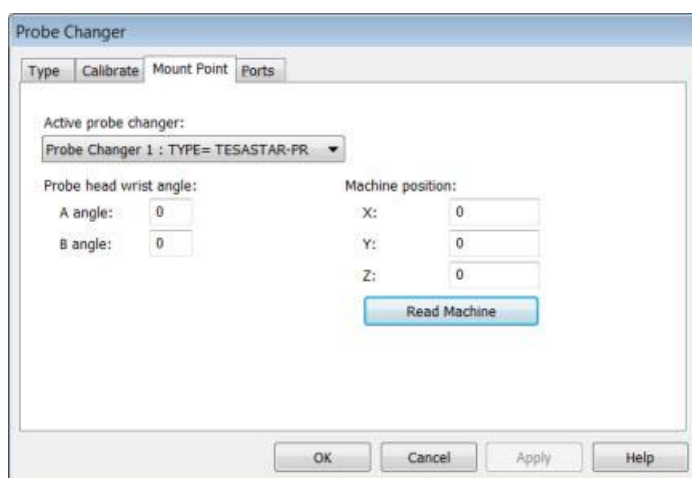 Probe Changer
Type Calibrate Mount Point Ports
Active probe changer:
Probe Changer 1 : TYPE= TESASTAR-PR
Probe head wrist angle: Machine position:
A angle: 0 X: 0
B angle: 0 Y: 0
Z: 0
Read Machine
OK Cancel Apply Help